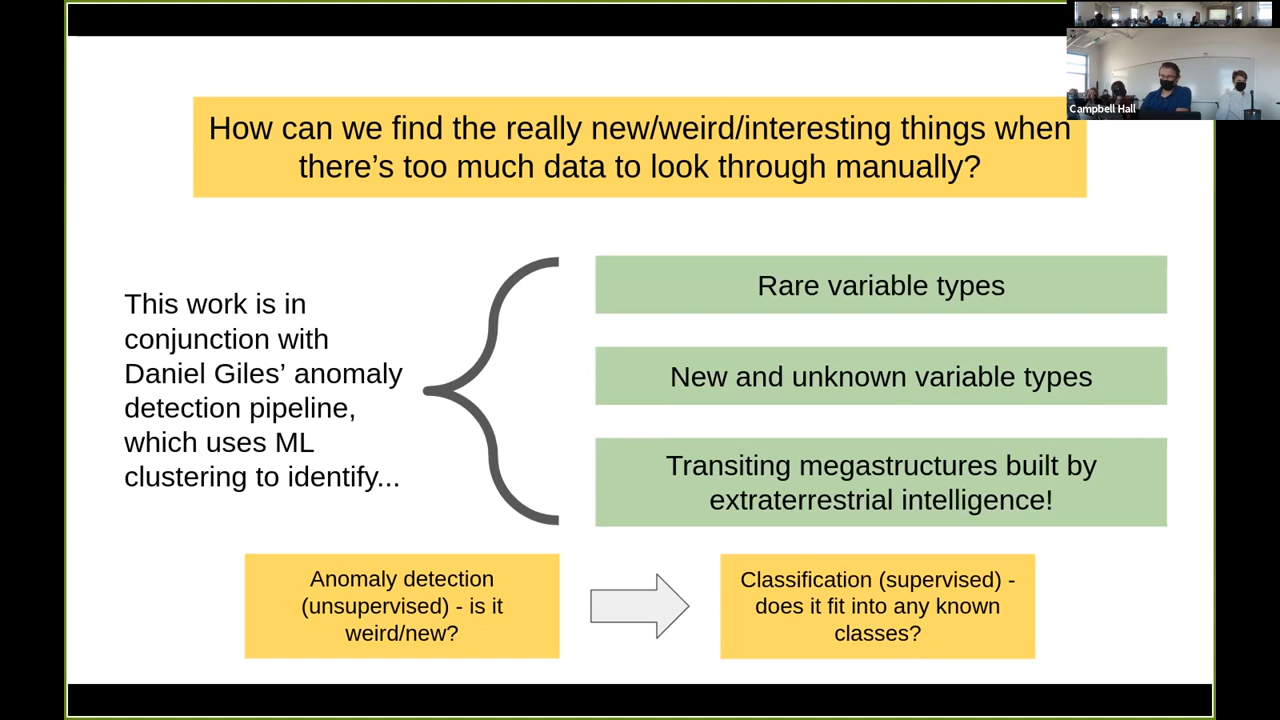 Campbell Hall
How can we find the really new/weird/interesting things when
there’s too much data to look through manually?
This work is in
conjunction with
Daniel Giles’ anomaly
detection pipeline,
which uses ML
clustering to identify...
Rare variable types
New and unknown variable types
Transiting megastructures built by
extraterrestrial intelligence!
Anomaly detection
(unsupervised) - is it
weird/new?
Classification (supervised) -
does it fit into any known
classes?